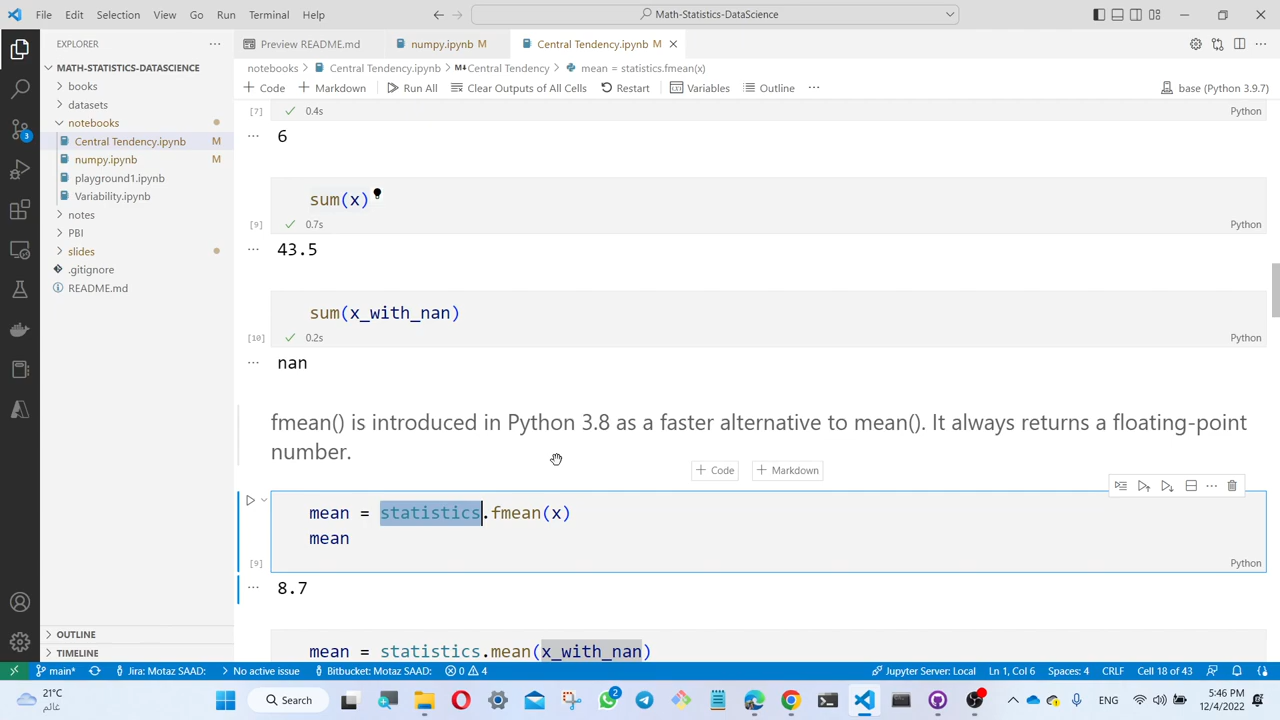 File Edit Selection View Go Run Terminal Help
Math-Statistics-DataScience
EXPLORER
Preview README.md
numpy.ipynb M
Central Tendency.ipynb M
MATH-STATISTICS-DATASCIENCE
books
datasets
notebooks
Central Tendency.ipynb M
numpy.ipynb M
playground1.ipynb
Variability.ipynb
notes
PBI
slides
.gitignore
README.md
OUTLINE
TIMELINE
notebooks > Central Tendency.ipynb > M↓Central Tendency > mean = statistics.fmean(x)
+ Code + Markdown Run All Clear Outputs of All Cells Restart Variables Outline ... base (Python 3.9.7)
[7] 0.4s Python
6
sum(x)
[9] 0.7s Python
43.5
sum(x_with_nan)
[10] 0.2s Python
nan
fmean() is introduced in Python 3.8 as a faster alternative to mean(). It always returns a floating-point
number.
+ Code + Markdown
mean = statistics.fmean(x)
mean
[9] Python
8.7
mean = statistics.mean(x_with_nan)
3
main* Jira: Motaz SAAD: No active issue Bitbucket: Motaz SAAD: 0 4 Jupyter Server: Local Ln 1, Col 6 Spaces: 4 CRLF Cell 18 of 43
21°C
غائم
Search
2
ENG
5:46 PM
12/4/2022